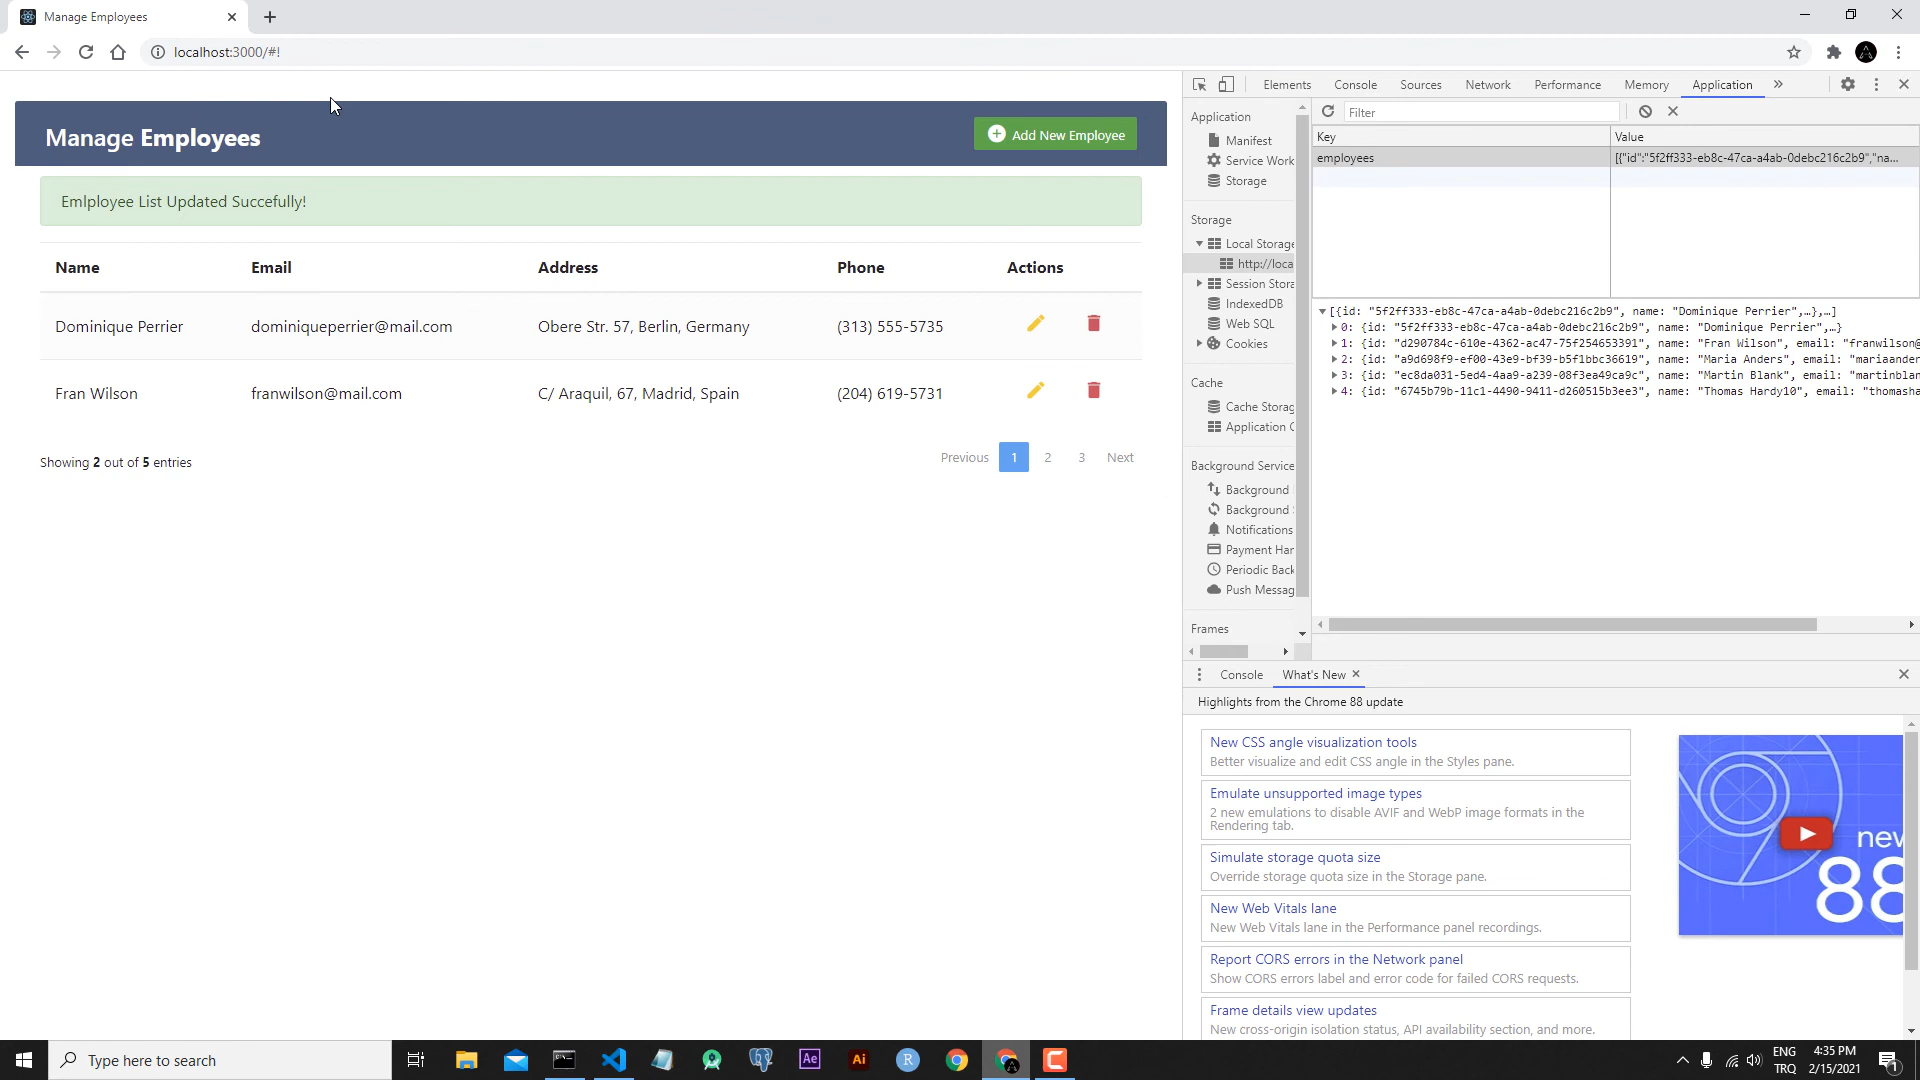 Manage Employees
localhost:3000/#!
Manage Employees
Add New Employee
Emlployee List Updated Succefully!
Name Email Address Phone Actions
Dominique Perrier dominiqueperrier@mail.com Obere Str. 57, Berlin, Germany (313) 555-5735
Fran Wilson franwilson@mail.com C/ Araquil, 67, Madrid, Spain (204) 619-5731
Showing 2 out of 5 entries
Previous 1 2 3 Next
Elements Console Sources Network Performance Memory Application
Application
Manifest
Service Work
Storage
Storage
Local Storage
http://loca
Session Stora
IndexedDB
Web SQL
Cookies
Cache
Cache Storag
Application C
Background Service
Background
Background
Notifications
Payment Har
Periodic Back
Push Messag
Frames
Filter
Key Value
employees [{"id":"5f2ff333-eb8c-47ca-a4ab-0debc216c2b9","na...
[{id: "5f2ff333-eb8c-47ca-a4ab-0debc216c2b9", name: "Dominique Perrier",…},…]
0: {id: "5f2ff333-eb8c-47ca-a4ab-0debc216c2b9", name: "Dominique Perrier",…}
1: {id: "d290784c-610e-4362-ac47-75f254653391", name: "Fran Wilson", email: "franwilson@
2: {id: "a9d698f9-ef00-43e9-bf39-b5f1bbc36619", name: "Maria Anders", email: "mariaander
3: {id: "ec8da031-5ed4-4aa9-a239-08f3ea49ca9c", name: "Martin Blank", email: "martinblan
4: {id: "6745b79b-11c1-4490-9411-d260515b3ee3", name: "Thomas Hardy10", email: "thomasha
Console What's New
Highlights from the Chrome 88 update
New CSS angle visualization tools
Better visualize and edit CSS angle in the Styles pane.
Emulate unsupported image types
2 new emulations to disable AVIF and WebP image formats in the
Rendering tab.
Simulate storage quota size
Override storage quota size in the Storage pane.
New Web Vitals lane
New Web Vitals lane in the Performance panel recordings.
Report CORS errors in the Network panel
Show CORS errors label and error code for failed CORS requests.
Frame details view updates
New cross-origin isolation status, API availability section, and more.
new
88
Type here to search
Ae
Ai
R
ENG
TRQ
4:35 PM
2/15/2021
1